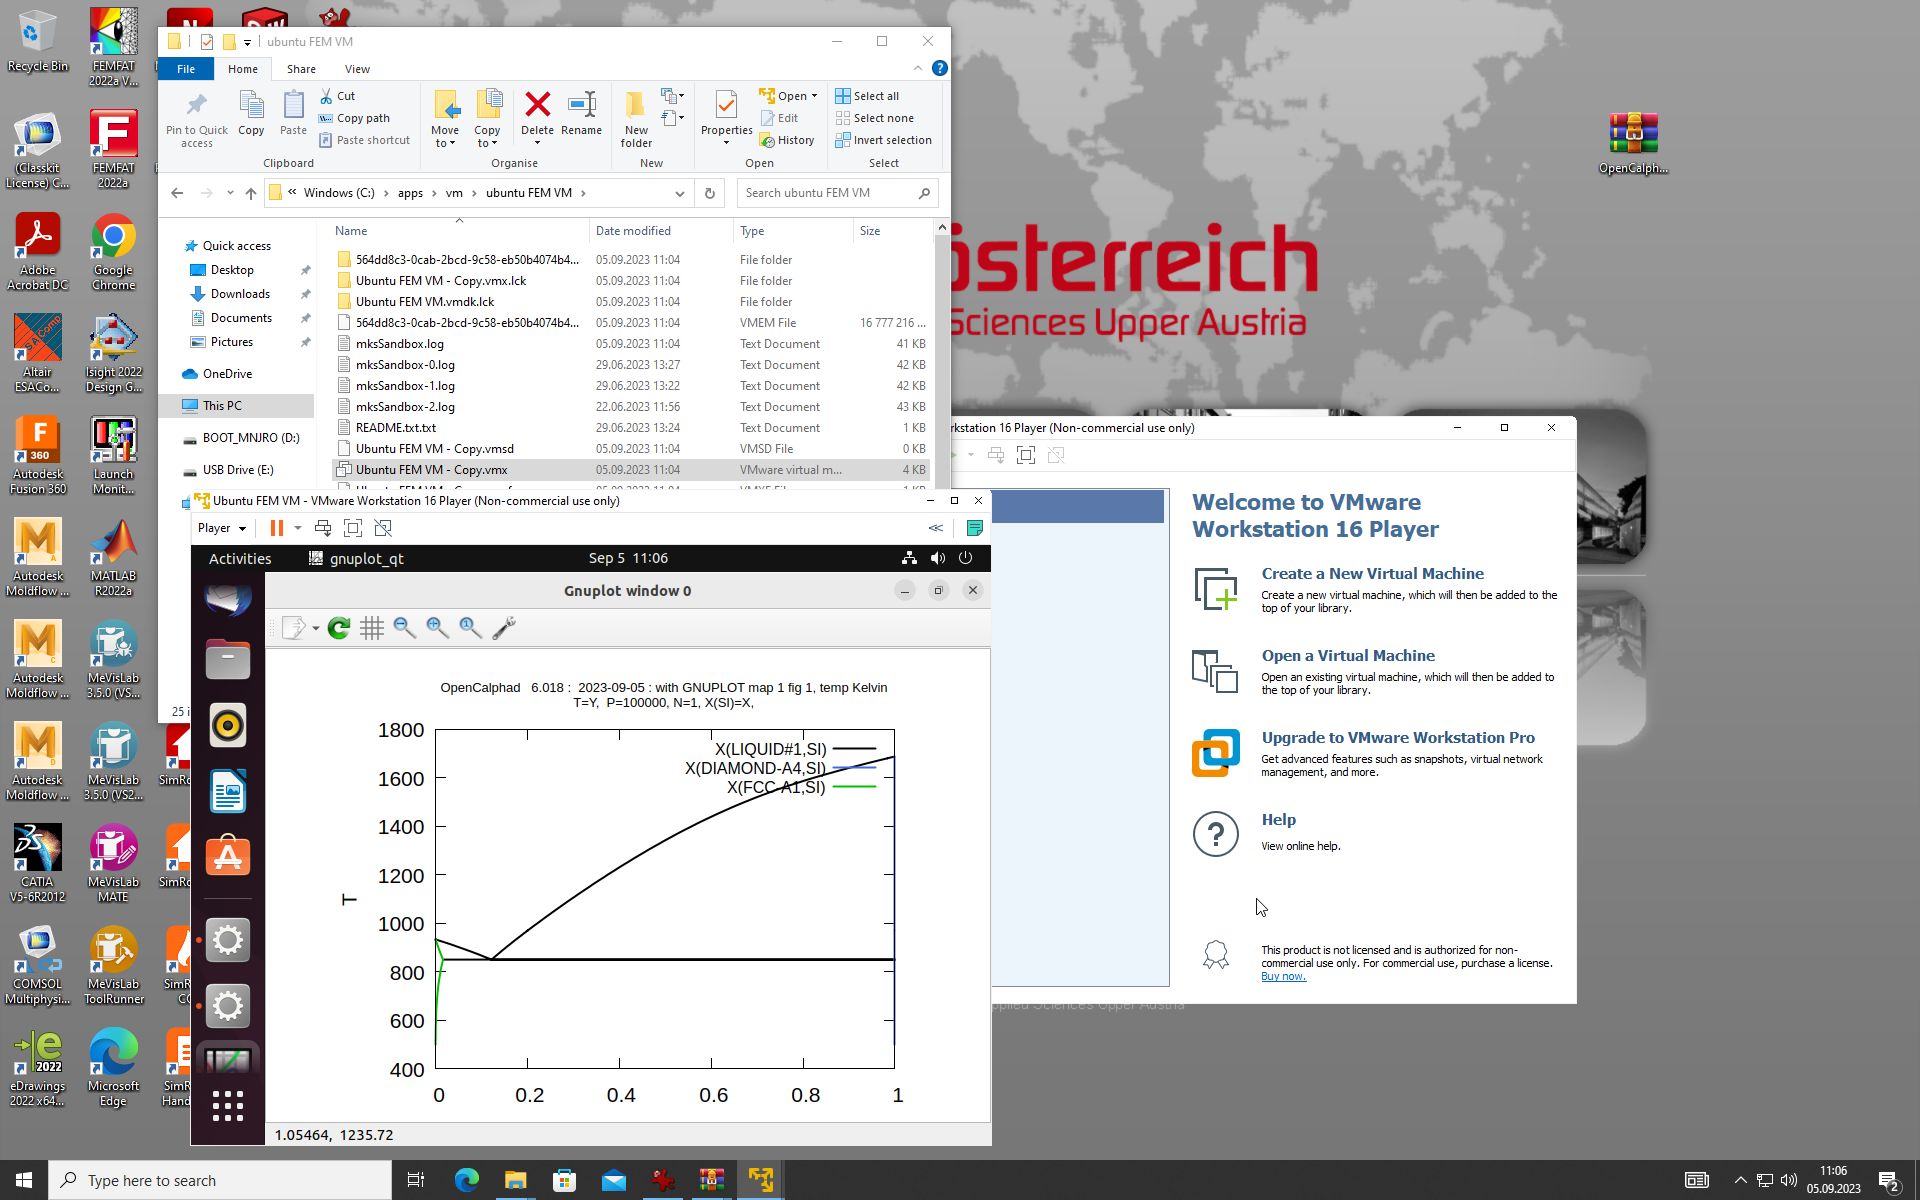 Recycle Bin
FEMFAT
2022a V...
(Classkit
License) C...
FEMFAT
2022a
Adobe
Acrobat DC
Google
Chrome
Altair
ESACo...
Isight 2022
Design G...
Autodesk
Fusion 360
Launch
Monit...
Autodesk
Moldflow ...
MATLAB
R2022a
Autodesk
Moldflow ...
MeVisLab
3.5.0 (VS...
Autodesk
Moldflow ...
MeVisLab
3.5.0 (VS2...
SimRo
CATIA
V5-6R2012
MeVisLab
MATE
SimRo
COMSOL
Multiphysi...
MeVisLab
ToolRunner
SimR
CO
eDrawings
2022 x64...
Microsoft
Edge
SimR
Hand
OpenCalph...
österreich
Sciences Upper Austria
ubuntu FEM VM
File Home Share View
Pin to Quick
access
Copy
Paste
Cut
Copy path
Paste shortcut
Clipboard
Move
to
Copy
to
Delete
Rename
Organise
New
folder
New
Properties
Open
Edit
History
Open
Select all
Select none
Invert selection
Select
« Windows (C:) › apps › vm › ubuntu FEM VM ›
Search ubuntu FEM VM
Quick access
Desktop
Downloads
Documents
Pictures
OneDrive
This PC
BOOT_MNJRO (D:)
USB Drive (E:)
25 i
Name Date modified Type Size
564dd8c3-0cab-2bcd-9c58-eb50b4074b4... 05.09.2023 11:04 File folder
Ubuntu FEM VM - Copy.vmx.lck 05.09.2023 11:04 File folder
Ubuntu FEM VM.vmdk.lck 05.09.2023 11:04 File folder
564dd8c3-0cab-2bcd-9c58-eb50b4074b4... 05.09.2023 11:04 VMEM File 16 777 216 ...
mksSandbox.log 05.09.2023 11:04 Text Document 41 KB
mksSandbox-0.log 29.06.2023 13:27 Text Document 42 KB
mksSandbox-1.log 29.06.2023 13:22 Text Document 42 KB
mksSandbox-2.log 22.06.2023 11:56 Text Document 43 KB
README.txt.txt 29.06.2023 13:24 Text Document 1 KB
Ubuntu FEM VM - Copy.vmsd 05.09.2023 11:04 VMSD File 0 KB
Ubuntu FEM VM - Copy.vmx 05.09.2023 11:04 VMware virtual m... 4 KB
rkstation 16 Player (Non-commercial use only)
Welcome to VMware
Workstation 16 Player
Create a New Virtual Machine
Create a new virtual machine, which will then be added to the
top of your library.
Open a Virtual Machine
Open an existing virtual machine, which will then be added to
the top of your library.
Upgrade to VMware Workstation Pro
Get advanced features such as snapshots, virtual network
management, and more.
Help
View online help.
This product is not licensed and is authorized for non-
commercial use only. For commercial use, purchase a license.
Buy now.
Applied Sciences Upper Austria
Ubuntu FEM VM - VMware Workstation 16 Player (Non-commercial use only)
Player
Activities gnuplot_qt Sep 5 11:06
Gnuplot window 0
OpenCalphad 6.018 : 2023-09-05 : with GNUPLOT map 1 fig 1, temp Kelvin
T=Y, P=100000, N=1, X(SI)=X,
X(LIQUID#1,SI)
X(DIAMOND-A4,SI)
X(FCC-A1,SI)
1800
1600
1400
1200
1000
800
600
400
T
0 0.2 0.4 0.6 0.8 1
1.05464, 1235.72
Type here to search
11:06
05.09.2023
2